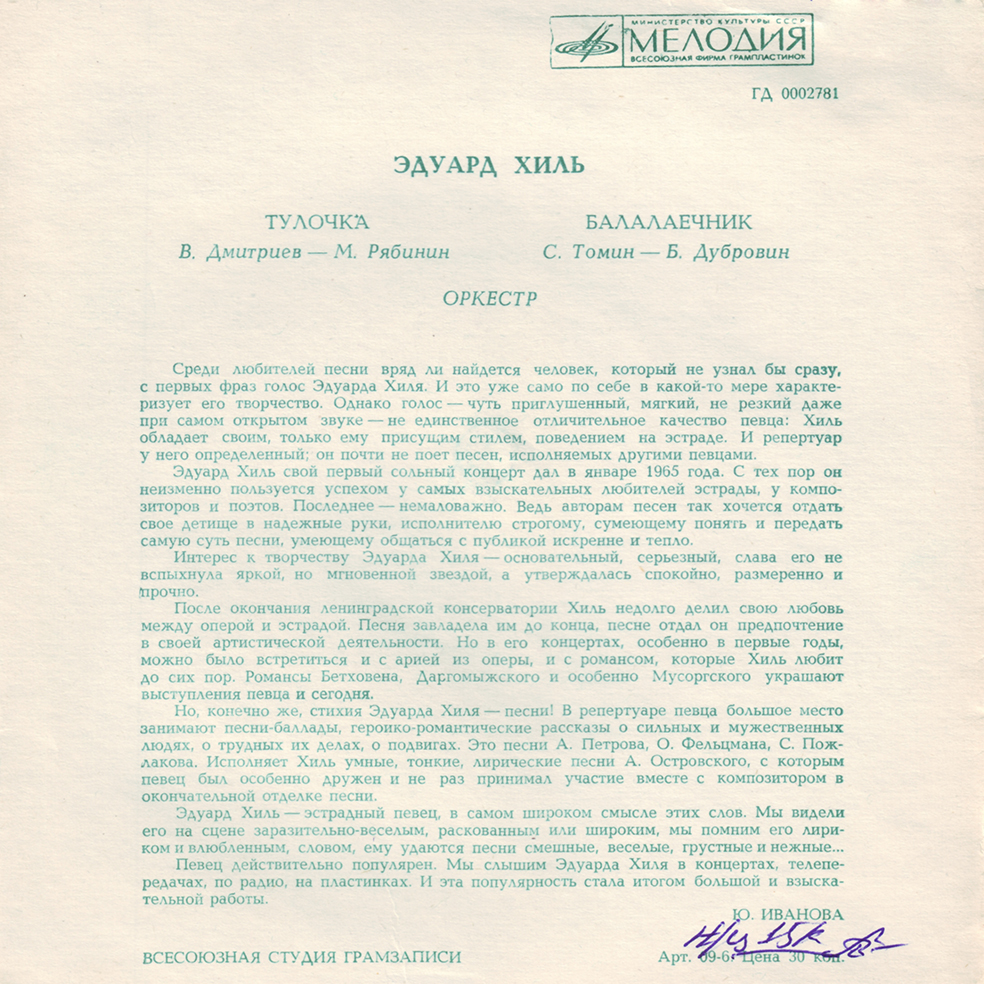 МИНИСТЕРСТВО КУЛЬТУРЫ СССР
МЕЛОДИЯ
ВСЕСОЮЗНАЯ ФИРМА ГРАМПЛАСТИНОК
ГД 0002781
ЭДУАРД ХИЛЬ
ТУЛОЧКА БАЛАЛАЕЧНИК
В. Дмитриев — М. Рябинин С. Томин — Б. Дубровин
ОРКЕСТР
Среди любителей песни вряд ли найдется человек, который не узнал бы сразу,
с первых фраз голос Эдуарда Хиля. И это уже само по себе в какой-то мере характе-
ризует его творчество. Однако голос — чуть приглушенный, мягкий, не резкий даже
при самом открытом звуке — не единственное отличительное качество певца: Хиль
обладает своим, только ему присущим стилем, поведением на эстраде. И репертуар
у него определенный; он почти не поет песен, исполняемых другими певцами.
Эдуард Хиль свой первый сольный концерт дал в январе 1965 года. С тех пор он
неизменно пользуется успехом у самых взыскательных любителей эстрады, у компо-
зиторов и поэтов. Последнее — немаловажно. Ведь авторам песен так хочется отдать
свое детище в надежные руки, исполнителю строгому, сумеющему понять и передать
самую суть песни, умеющему общаться с публикой искренне и тепло.
Интерес к творчеству Эдуарда Хиля — основательный, серьезный, слава его не
вспыхнула яркой, но мгновенной звездой, а утверждалась спокойно, размеренно и
прочно.
После окончания ленинградской консерватории Хиль недолго делил свою любовь
между оперой и эстрадой. Песня завладела им до конца, песне отдал он предпочтение
в своей артистической деятельности. Но в его концертах, особенно в первые годы,
можно было встретиться и с арией из оперы, и с романсом, которые Хиль любит
до сих пор. Романсы Бетховена, Даргомыжского и особенно Мусоргского украшают
выступления певца и сегодня.
Но, конечно же, стихия Эдуарда Хиля — песни! В репертуаре певца большое место
занимают песни-баллады, героико-романтические рассказы о сильных и мужественных
людях, о трудных их делах, о подвигах. Это песни А. Петрова, О. Фельцмана, С. Пож-
лакова. Исполняет Хиль умные, тонкие, лирические песни А. Островского, с которым
певец был особенно дружен и не раз принимал участие вместе с композитором в
окончательной отделке песни.
Эдуард Хиль — эстрадный певец, в самом широком смысле этих слов. Мы видели
его на сцене заразительно-веселым, раскованным или широким, мы помним его лири-
ком и влюбленным, словом, ему удаются песни смешные, веселые, грустные и нежные...
Певец действительно популярен. Мы слышим Эдуарда Хиля в концертах, телепе-
редачах, по радио, на пластинках. И эта популярность стала итогом большой и взыска-
тельной работы.
Ю. ИВАНОВА
н/ц 15к
ВСЕСОЮЗНАЯ СТУДИЯ ГРАМЗАПИСИ Арт. 09-6. Цена 30 коп.